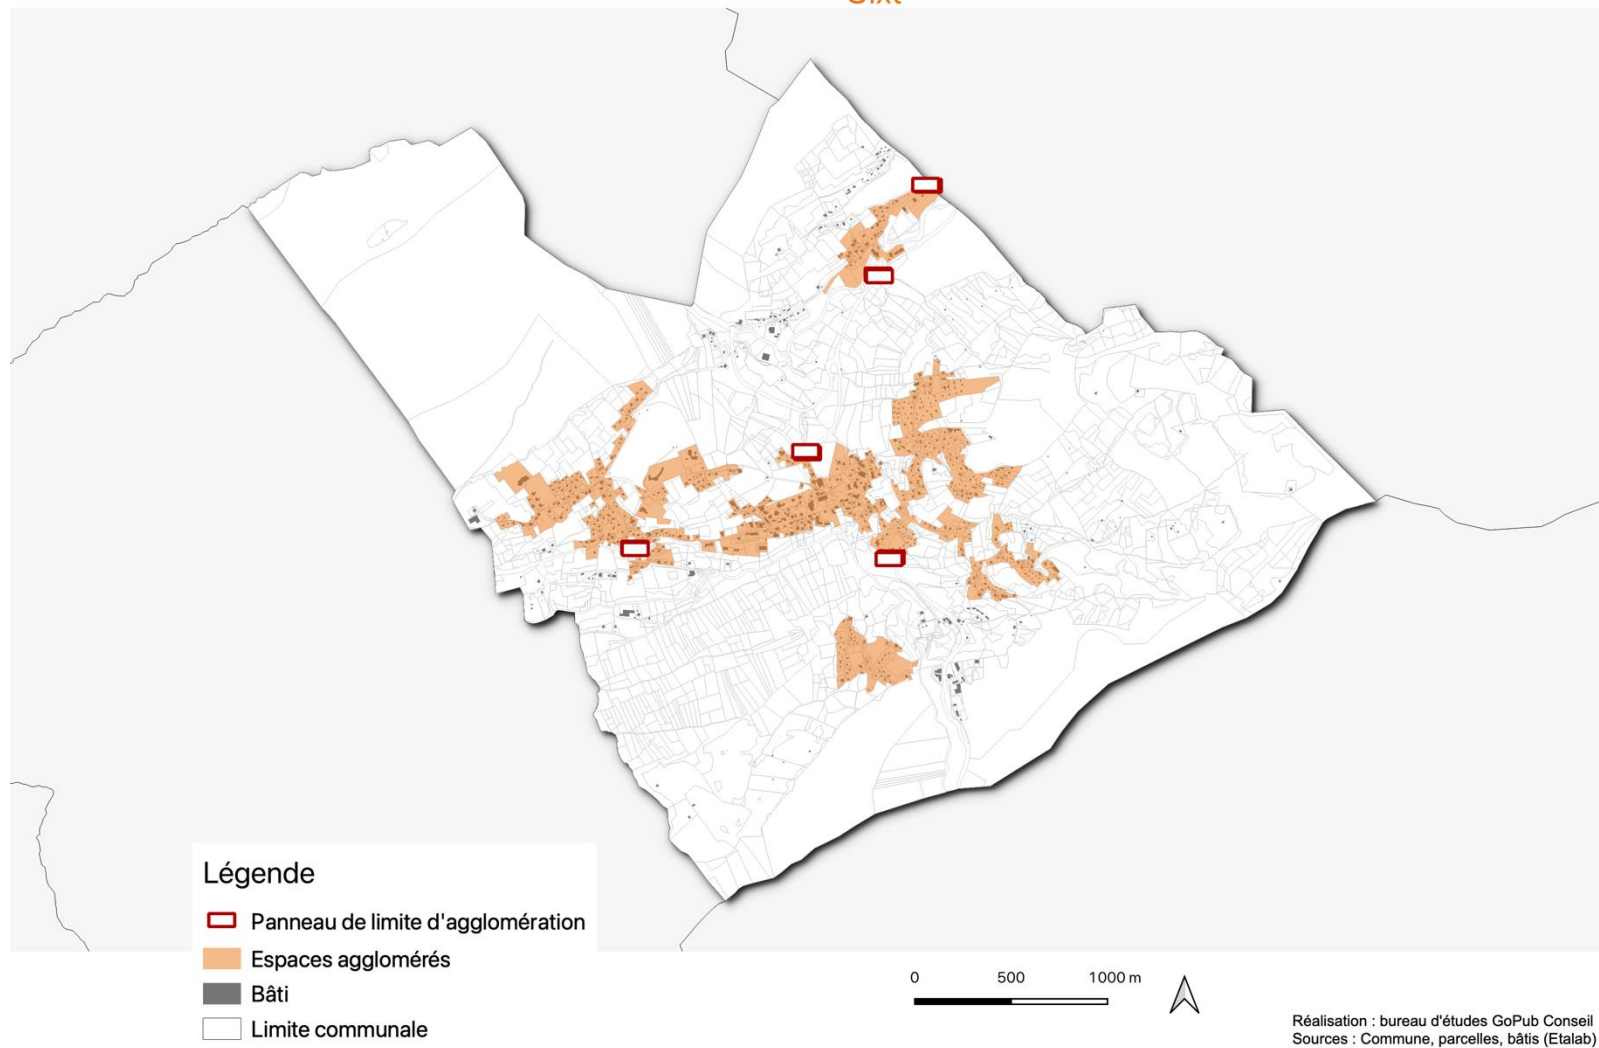 Légende
Panneau de limite d'agglomération
Espaces agglomérés
Bâti
Limite communale
0 500 1000 m
Réalisation : bureau d'études GoPub Conseil
Sources : Commune, parcelles, bâtis (Etalab)